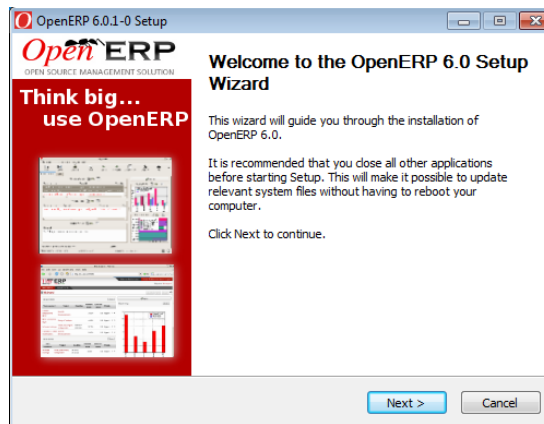 OpenERP 6.0.1-0 Setup
Open ERP
OPEN SOURCE MANAGEMENT SOLUTION
Think big...
use OpenERP
Welcome to the OpenERP 6.0 Setup
Wizard
This wizard will guide you through the installation of
OpenERP 6.0.
It is recommended that you close all other applications
before starting Setup. This will make it possible to update
relevant system files without having to reboot your
computer.
Click Next to continue.
Next >
Cancel